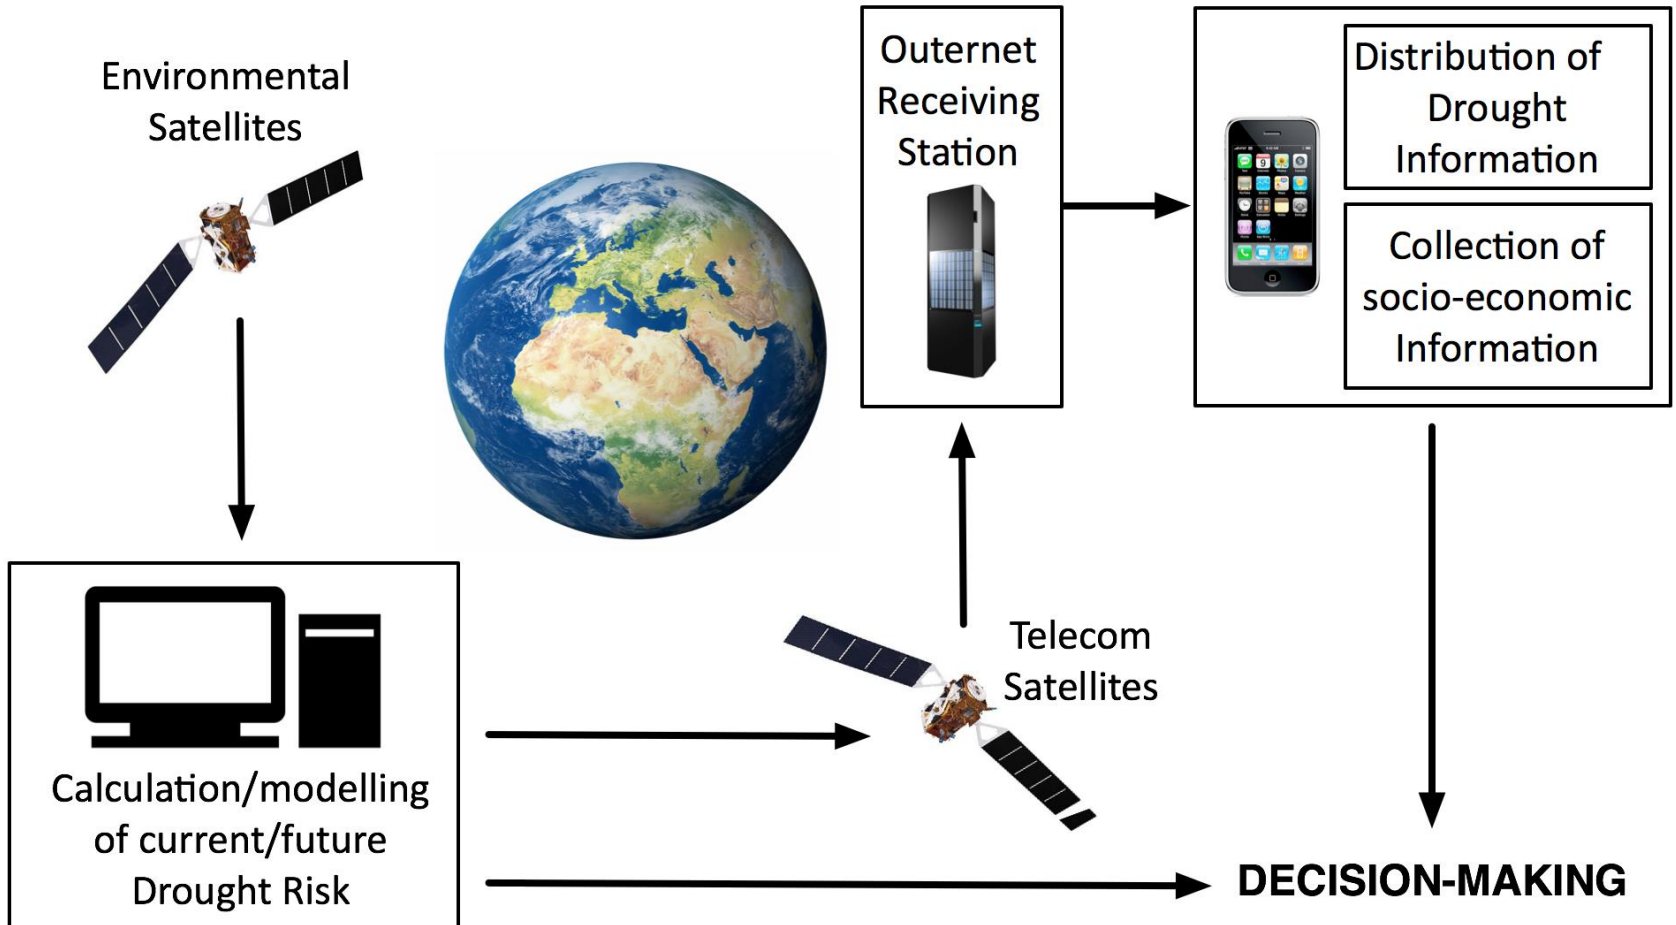 Environmental
Satellites
Outernet
Receiving
Station
Distribution of
Drought
Information
Collection of
socio-economic
Information
Telecom
Satellites
Calculation/modelling
of current/future
Drought Risk
DECISION-MAKING